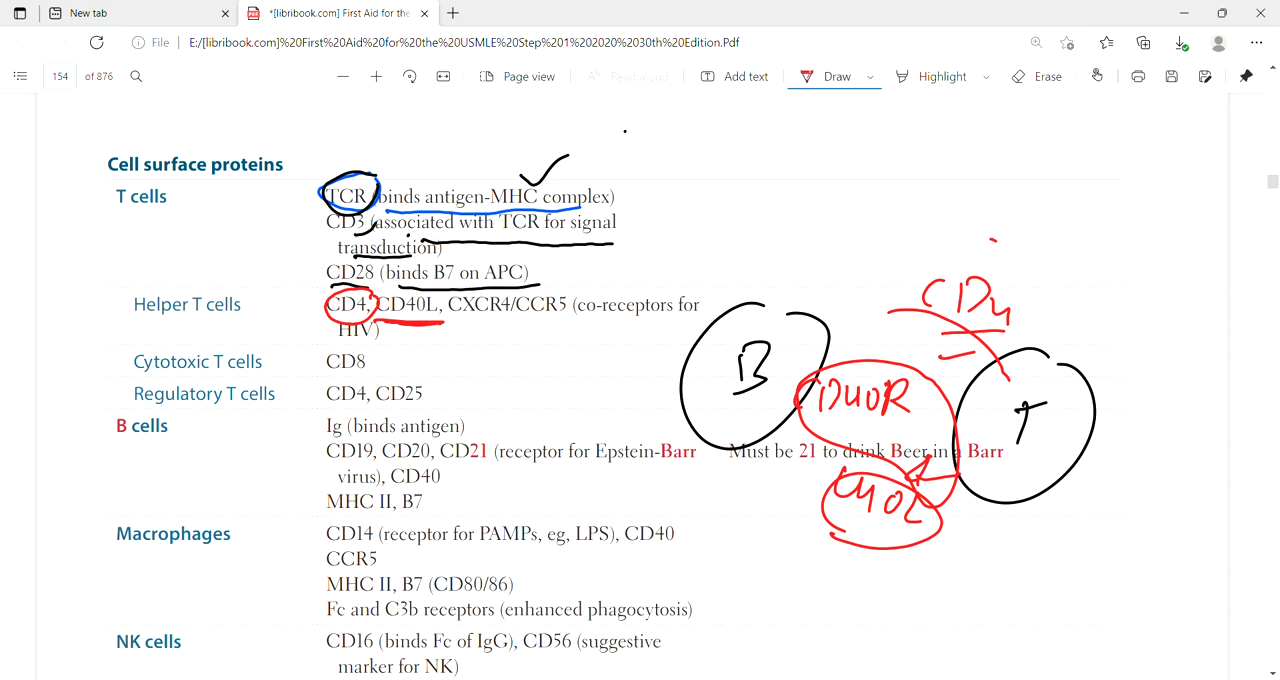 New tab
*[libribook.com] First Aid for the
File
E:/[libribook.com]%20First%20Aid%20for%20the%20USMLE%20Step%201%202020%2030th%20Edition.Pdf
154 of 876
Page view
Read aloud
Add text
Draw
Highlight
Erase
Cell surface proteins
T cells
TCR (binds antigen-MHC complex)
CD3 (associated with TCR for signal
transduction)
CD28 (binds B7 on APC)
Helper T cells
CD4, CD40L, CXCR4/CCR5 (co-receptors for
HIV)
Cytotoxic T cells
CD8
Regulatory T cells
CD4, CD25
B cells
Ig (binds antigen)
CD19, CD20, CD21 (receptor for Epstein-Barr
virus), CD40
MHC II, B7
Must be 21 to drink Beer in a Barr
Macrophages
CD14 (receptor for PAMPs, eg, LPS), CD40
CCR5
MHC II, B7 (CD80/86)
Fc and C3b receptors (enhanced phagocytosis)
NK cells
CD16 (binds Fc of IgG), CD56 (suggestive
marker for NK)
CD4
B
T